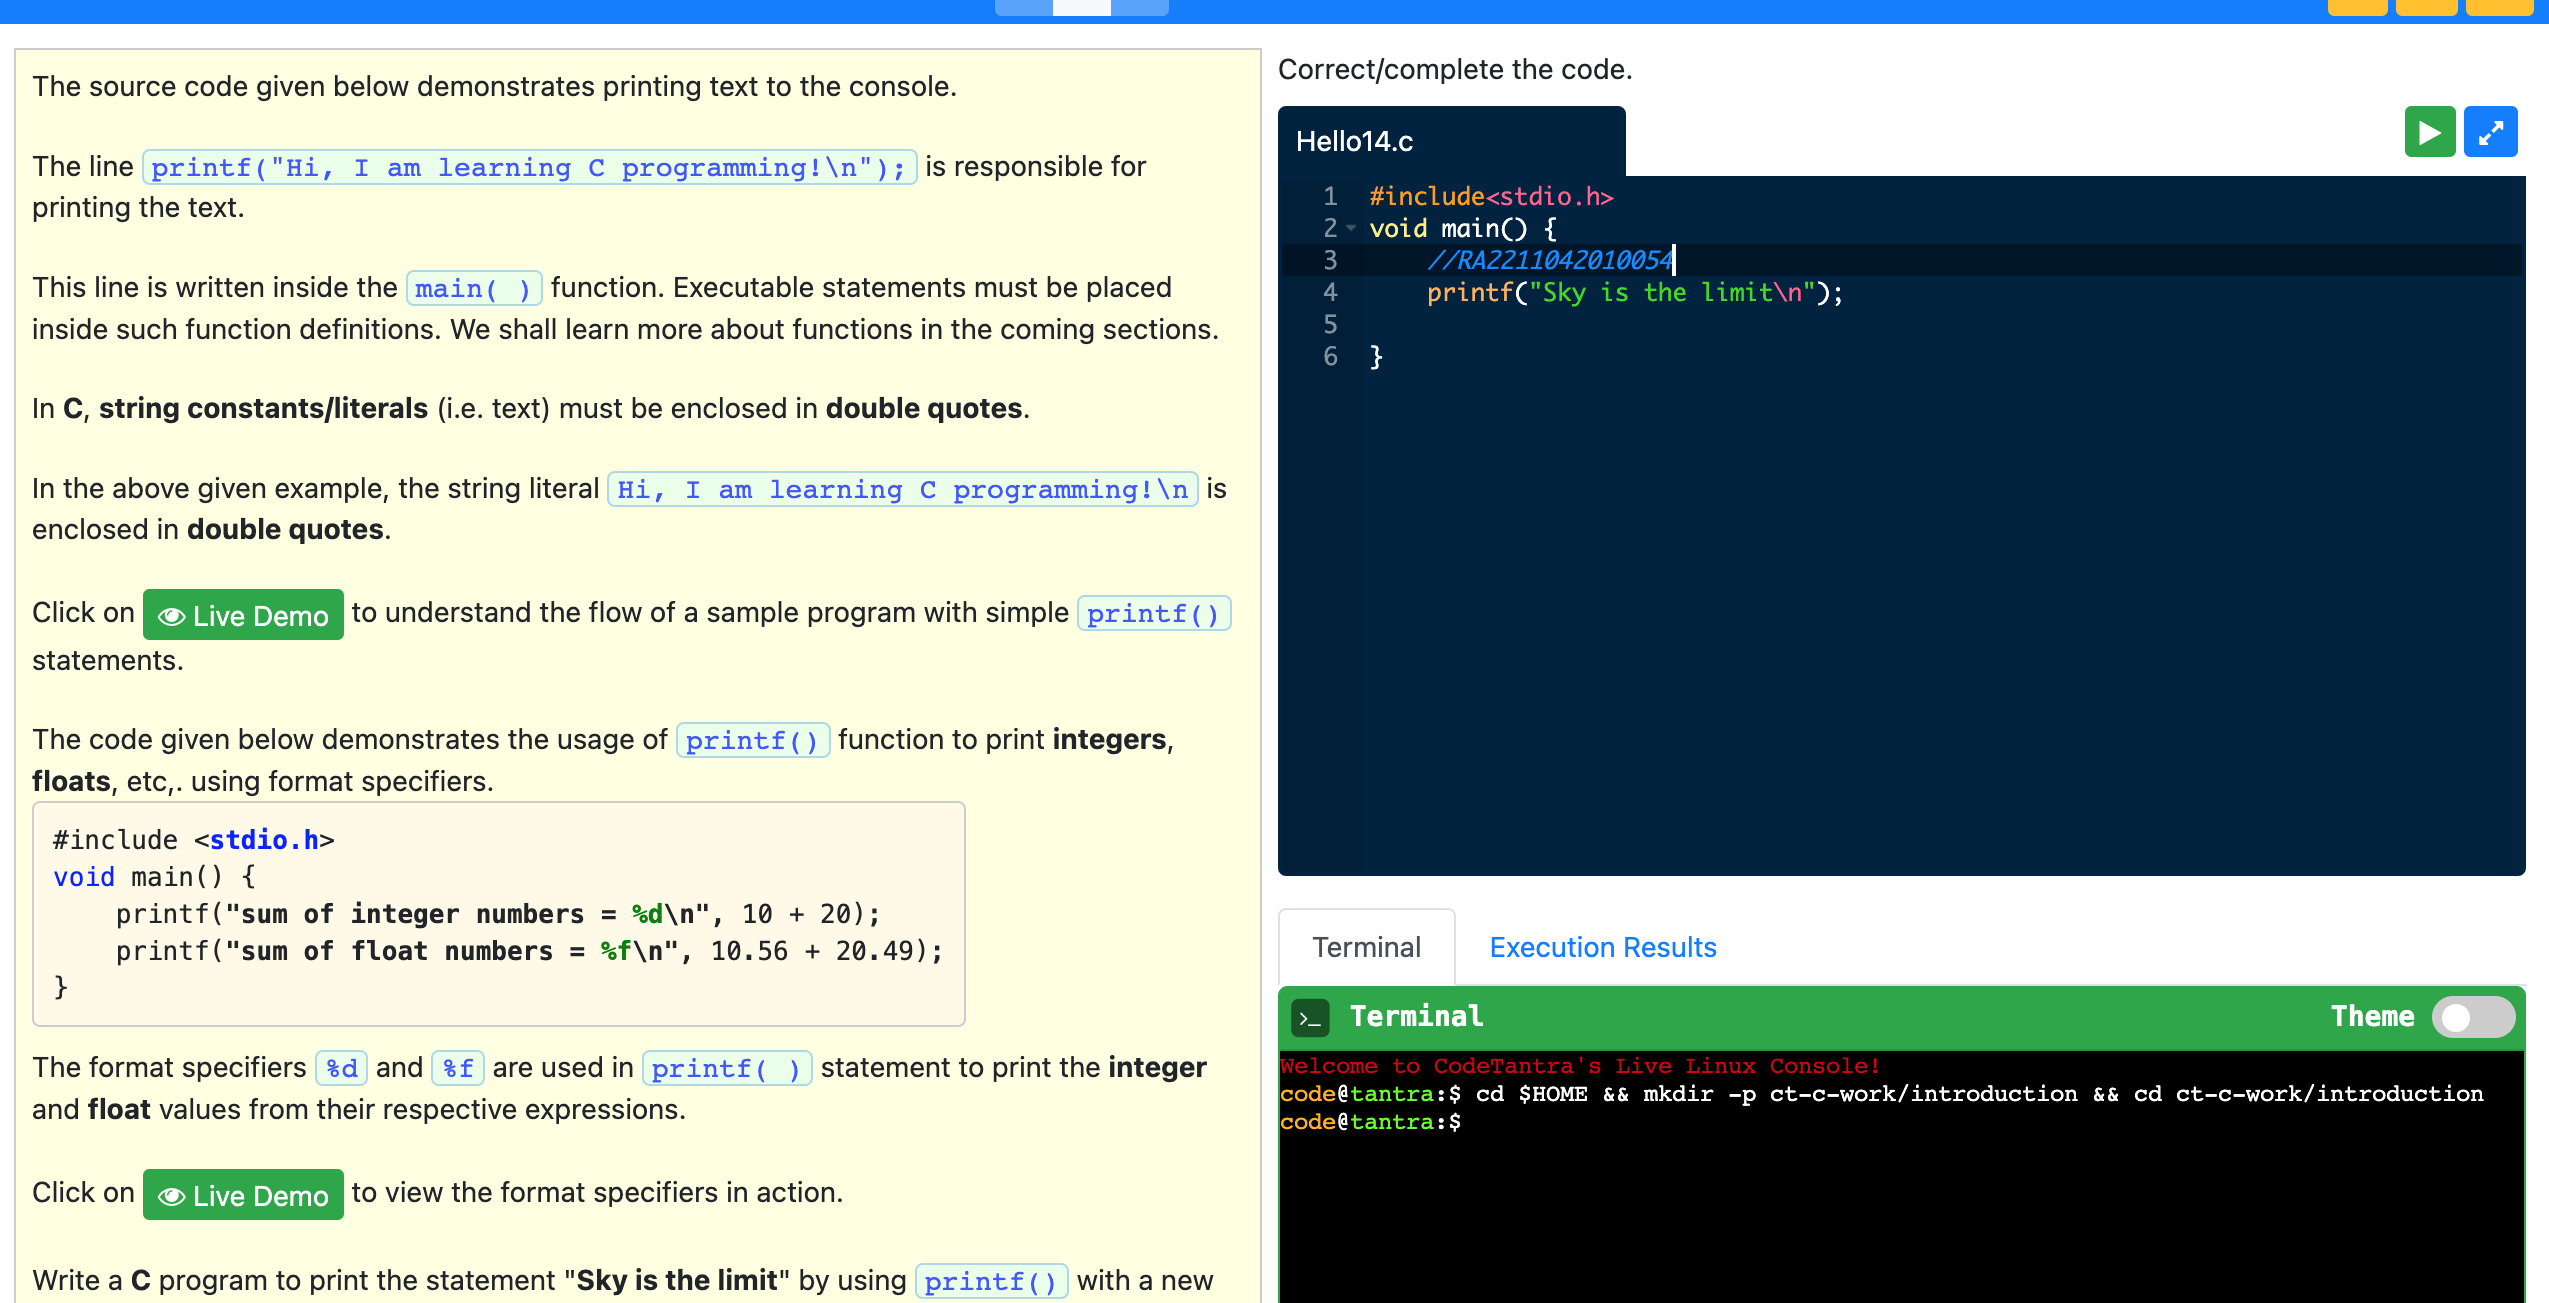 The source code given below demonstrates printing text to the console.
The line printf("Hi, I am learning C programming!\n"); is responsible for
printing the text.
This line is written inside the main( ) function. Executable statements must be placed
inside such function definitions. We shall learn more about functions in the coming sections.
In C, string constants/literals (i.e. text) must be enclosed in double quotes.
In the above given example, the string literal Hi, I am learning C programming!\n is
enclosed in double quotes.
Click on Live Demo to understand the flow of a sample program with simple printf()
statements.
The code given below demonstrates the usage of printf() function to print integers,
floats, etc,. using format specifiers.
#include <stdio.h>
void main() {
    printf("sum of integer numbers = %d\n", 10 + 20);
    printf("sum of float numbers = %f\n", 10.56 + 20.49);
}
The format specifiers %d and %f are used in printf( ) statement to print the integer
and float values from their respective expressions.
Click on Live Demo to view the format specifiers in action.
Write a C program to print the statement "Sky is the limit" by using printf() with a new
Correct/complete the code.
Hello14.c
1 #include<stdio.h>
2 void main() {
3     //RA2211042010054
4     printf("Sky is the limit\n");
5
6 }
Terminal Execution Results
>_ Terminal Theme
Welcome to CodeTantra's Live Linux Console!
code@tantra:$ cd $HOME && mkdir -p ct-c-work/introduction && cd ct-c-work/introduction
code@tantra:$